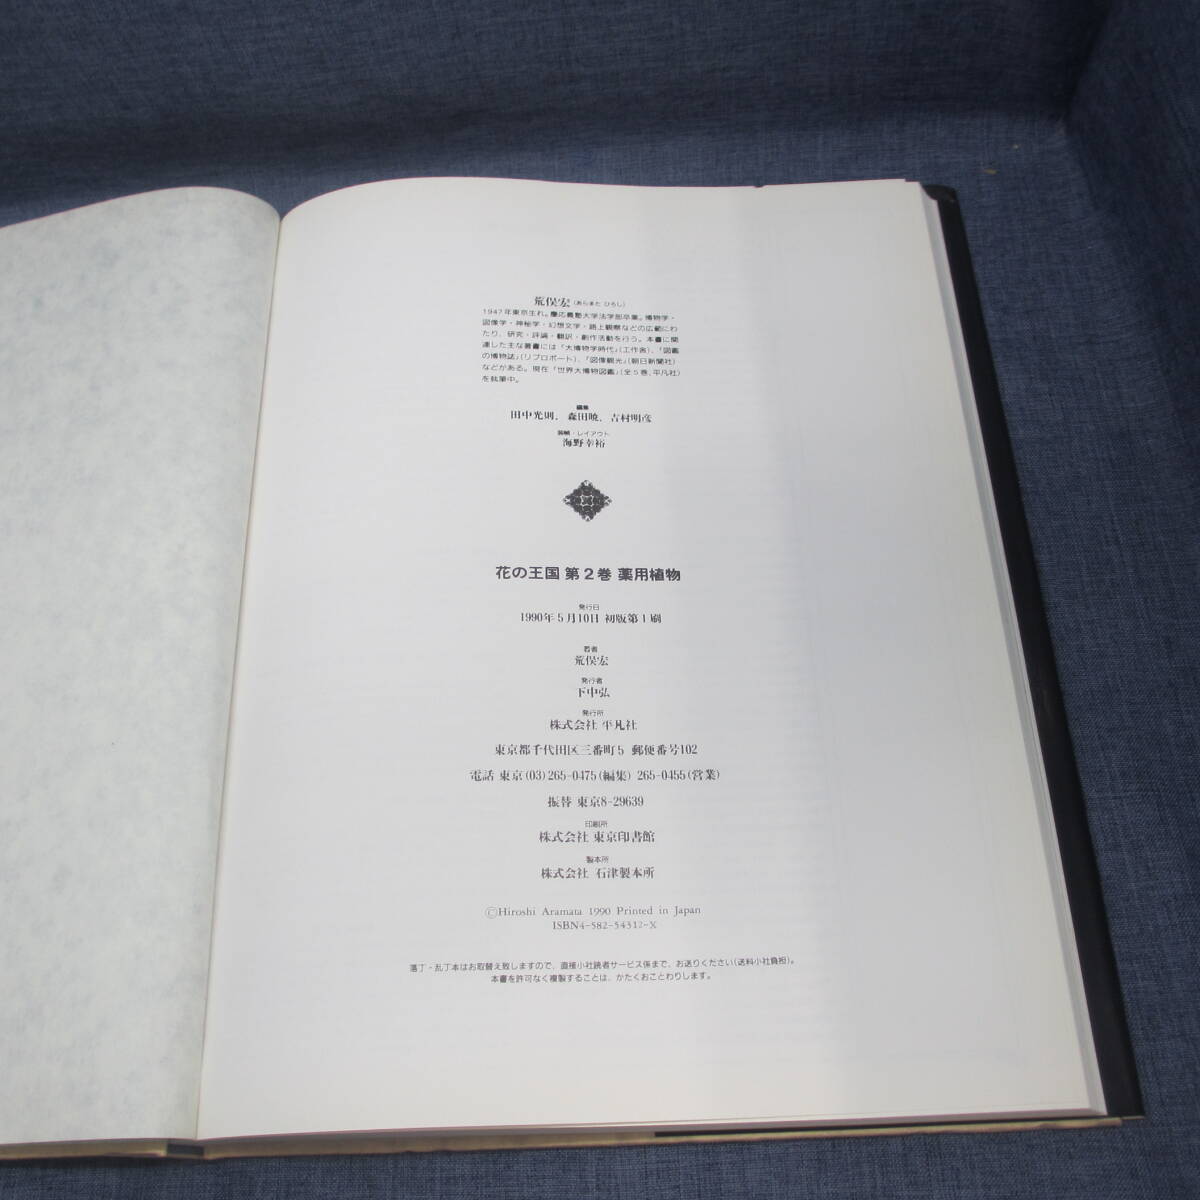 荒俣宏(あらまた ひろし)
1947年東京生れ。慶応義塾大学法学部卒業。博物学・
図像学・神秘学・幻想文学・路上観察などの広範にわ
たり、研究・評論・翻訳・創作活動を行う。本書に関
連した主な著書には「大博物学時代」(工作舎)、「図鑑
の博物誌」(リブロポート)、「図像観光」(朝日新聞社)
などがある。現在「世界大博物図鑑」(全5巻、平凡社)
を執筆中。
編集
田中光則、森田暁、吉村明彦
装幀・レイアウト
海野幸裕
花の王国 第2巻 薬用植物
発行日
1990年5月10日 初版第1刷
著者
荒俣宏
発行者
下中弘
発行所
株式会社 平凡社
東京都千代田区三番町5 郵便番号102
電話 東京(03)265-0475(編集) 265-0455(営業)
振替 東京8-29639
印刷所
株式会社 東京印書館
製本所
株式会社 石津製本所
©Hiroshi Aramata 1990 Printed in Japan
ISBN4-582-54312-X
落丁・乱丁本はお取替え致しますので、直接小社読者サービス係まで、お送りください(送料小社負担)。
本書を許可なく複製することは、かたくおことわりします。